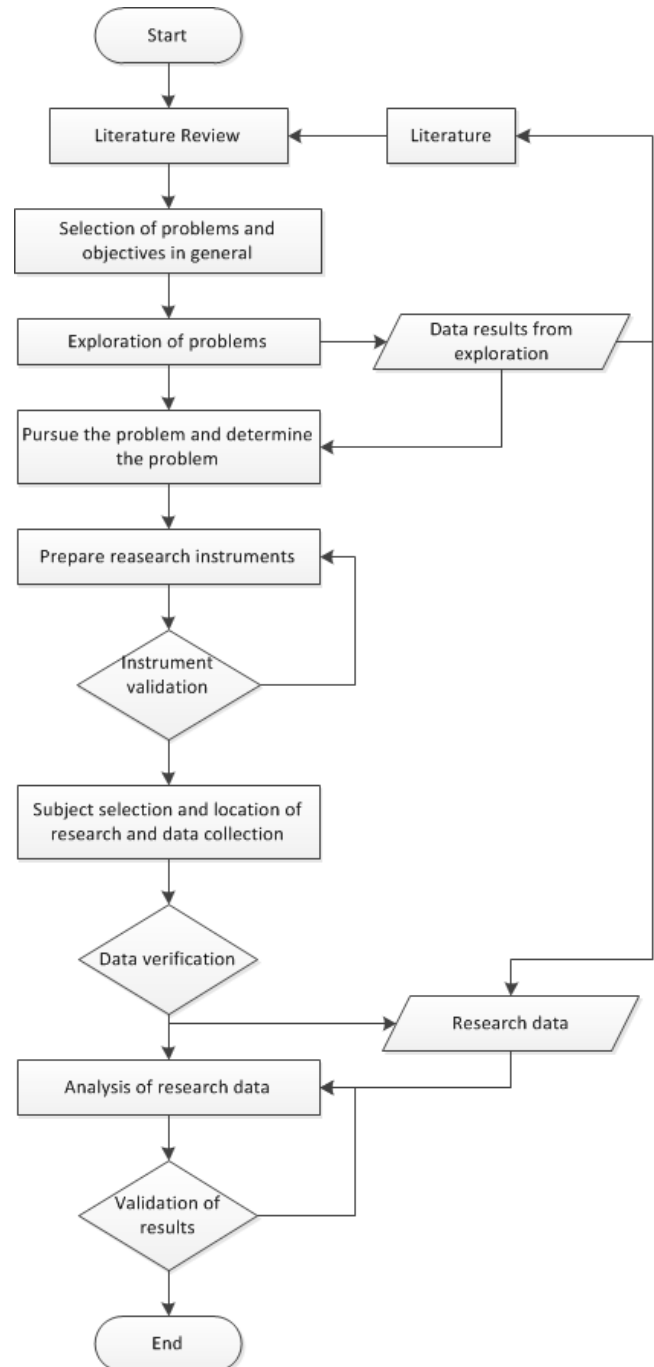 Start
Literature Review
Literature
Selection of problems and
objectives in general
Exploration of problems
Data results from
exploration
Pursue the problem and determine
the problem
Prepare reasearch instruments
Instrument
validation
Subject selection and location of
research and data collection
Data verification
Research data
Analysis of research data
Validation of
results
End